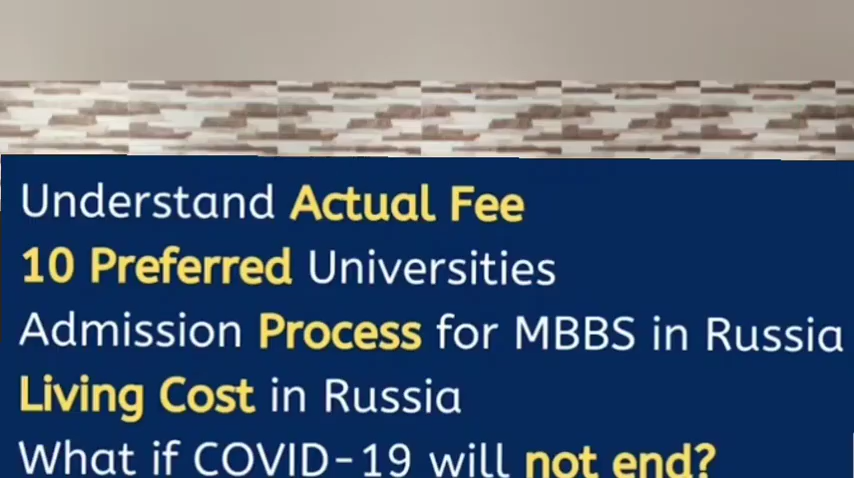 Understand Actual Fee
10 Preferred Universities
Admission Process for MBBS in Russia
Living Cost in Russia
What if COVID-19 will not end?